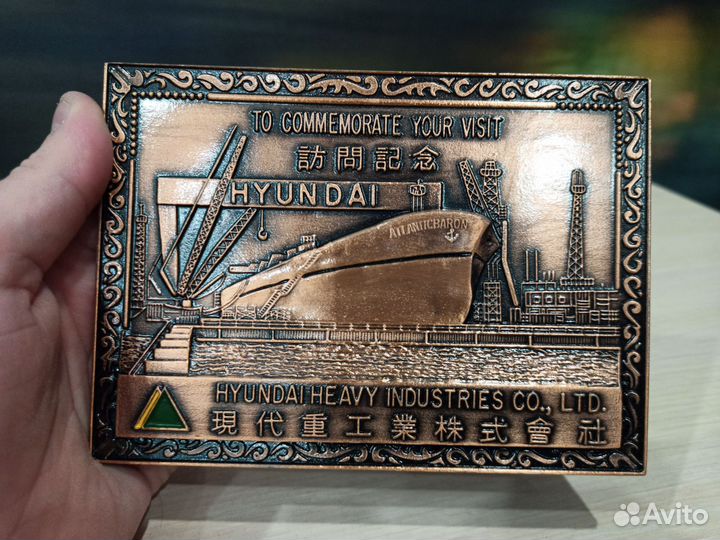 TO COMMEMORATE YOUR VISIT
訪問記念
HYUNDAI
ATLANTIC BARON
HYUNDAI HEAVY INDUSTRIES CO., LTD.
現代重工業株式會社
Avito